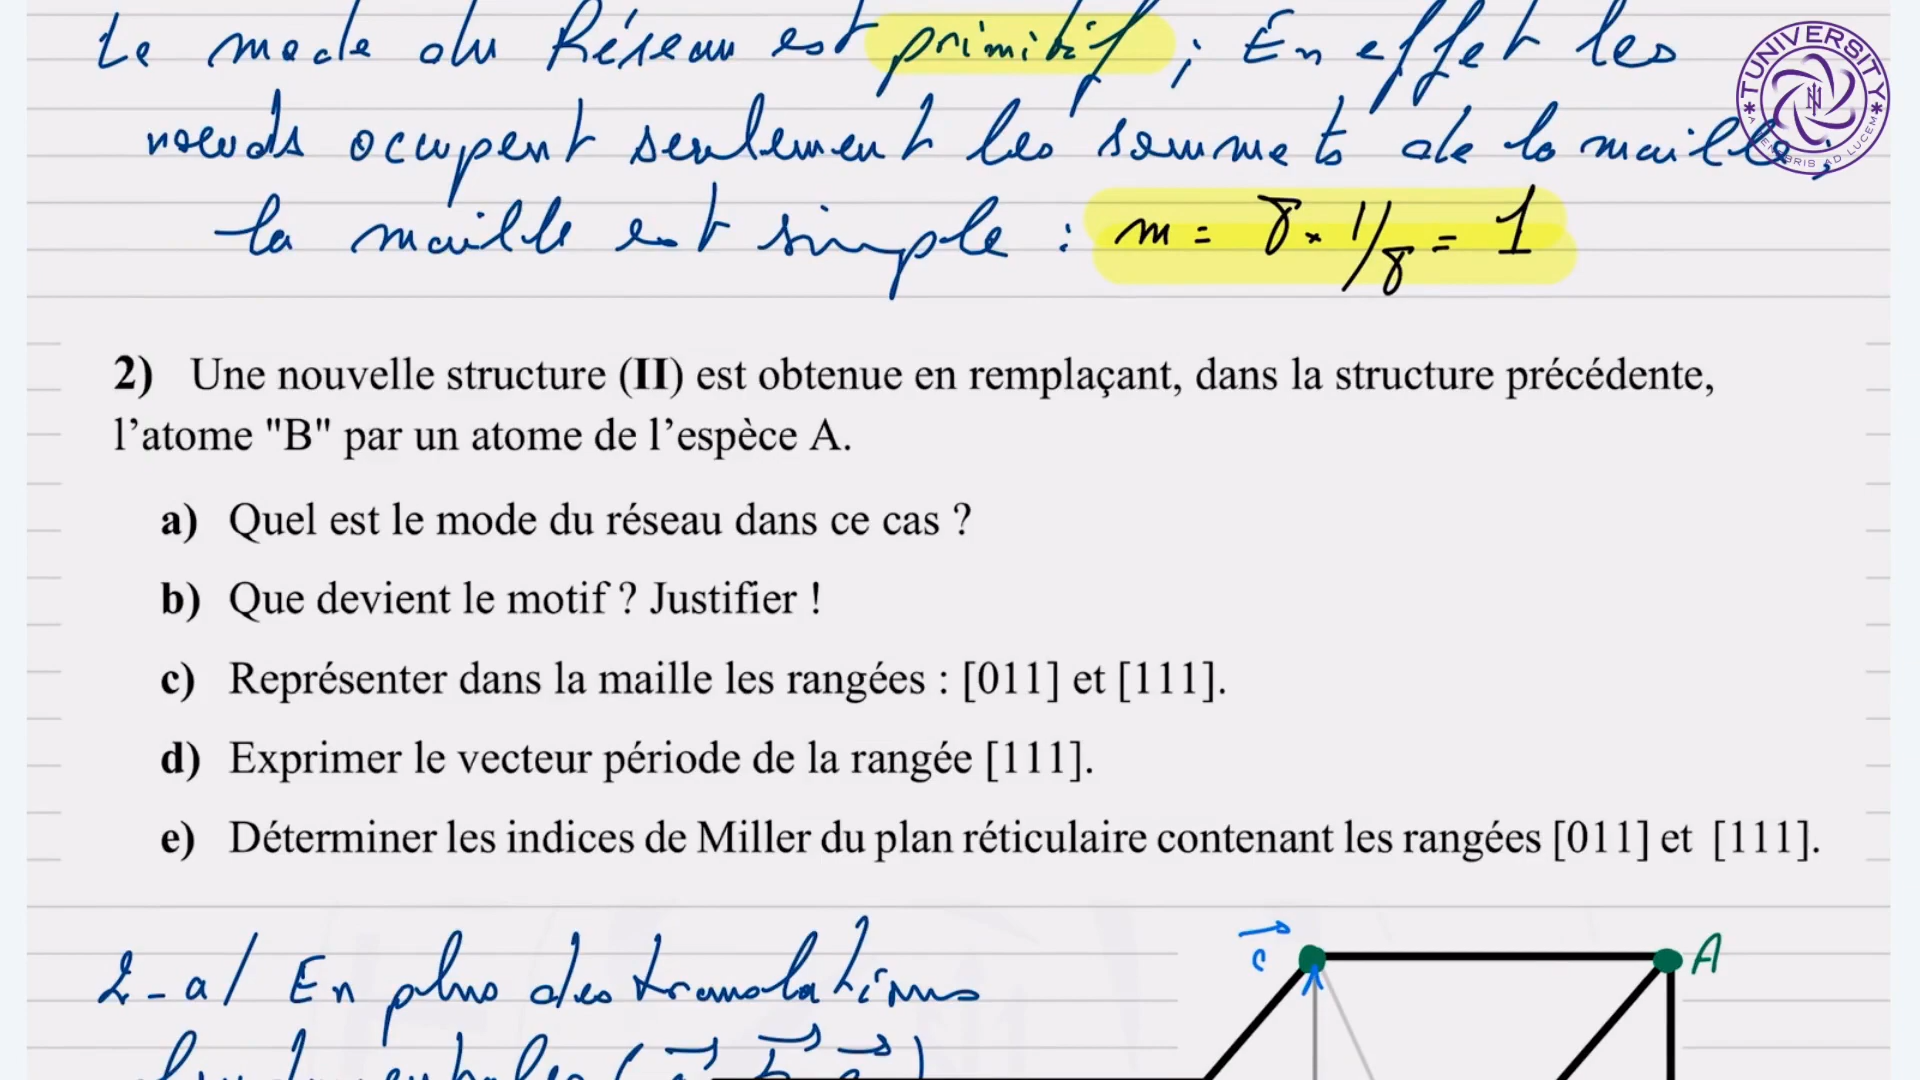 Le mode du Réseau est primitif ; En effet les
noeuds ocupent seulement les sommets de la maille ;
la maille est simple : m = 8 × 1/8 = 1
TUNIVERSITY
2) Une nouvelle structure (II) est obtenue en remplaçant, dans la structure précédente,
l’atome "B" par un atome de l’espèce A.
a) Quel est le mode du réseau dans ce cas ?
b) Que devient le motif ? Justifier !
c) Représenter dans la maille les rangées : [011] et [111].
d) Exprimer le vecteur période de la rangée [111].
e) Déterminer les indices de Miller du plan réticulaire contenant les rangées [011] et [111].
2-a/ En plus des translations
c
A